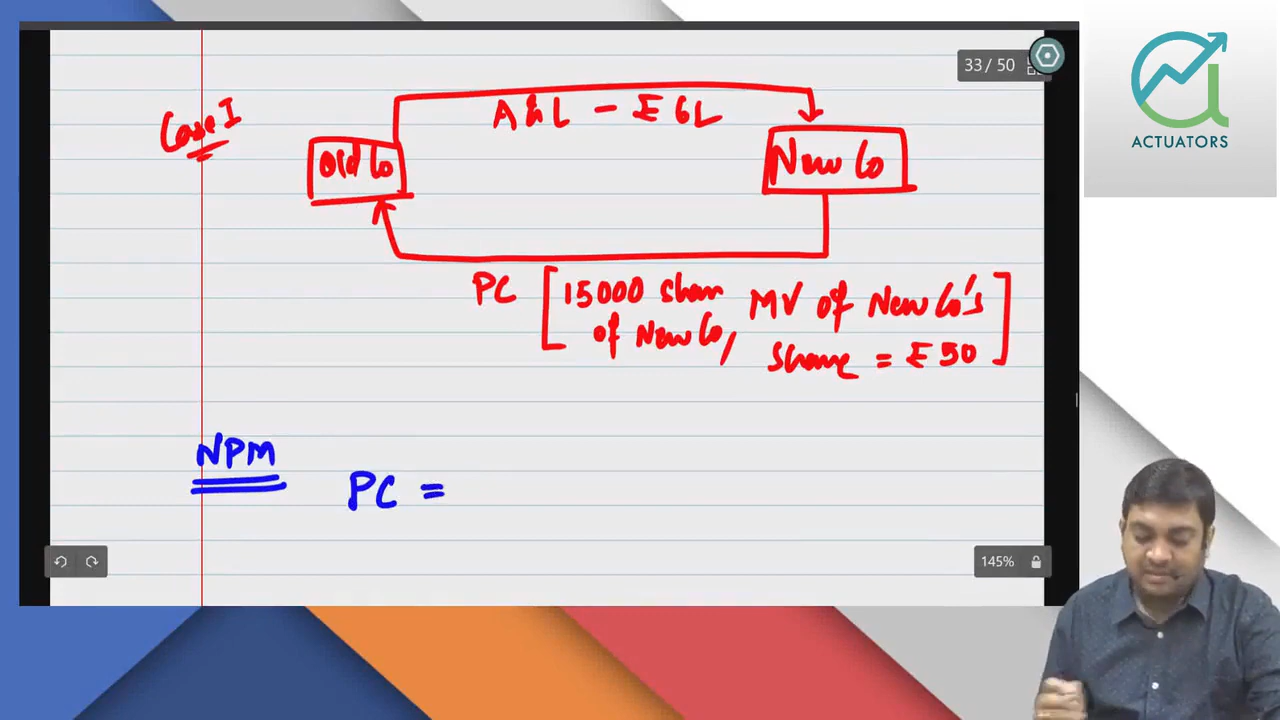 33 / 50
ACTUATORS
Case I
A & L - ₤ 6L
Old Co
New Co
PC [15000 share
of New Co,
MV of New Co's
share = ₤ 50]
NPM
PC =
145%